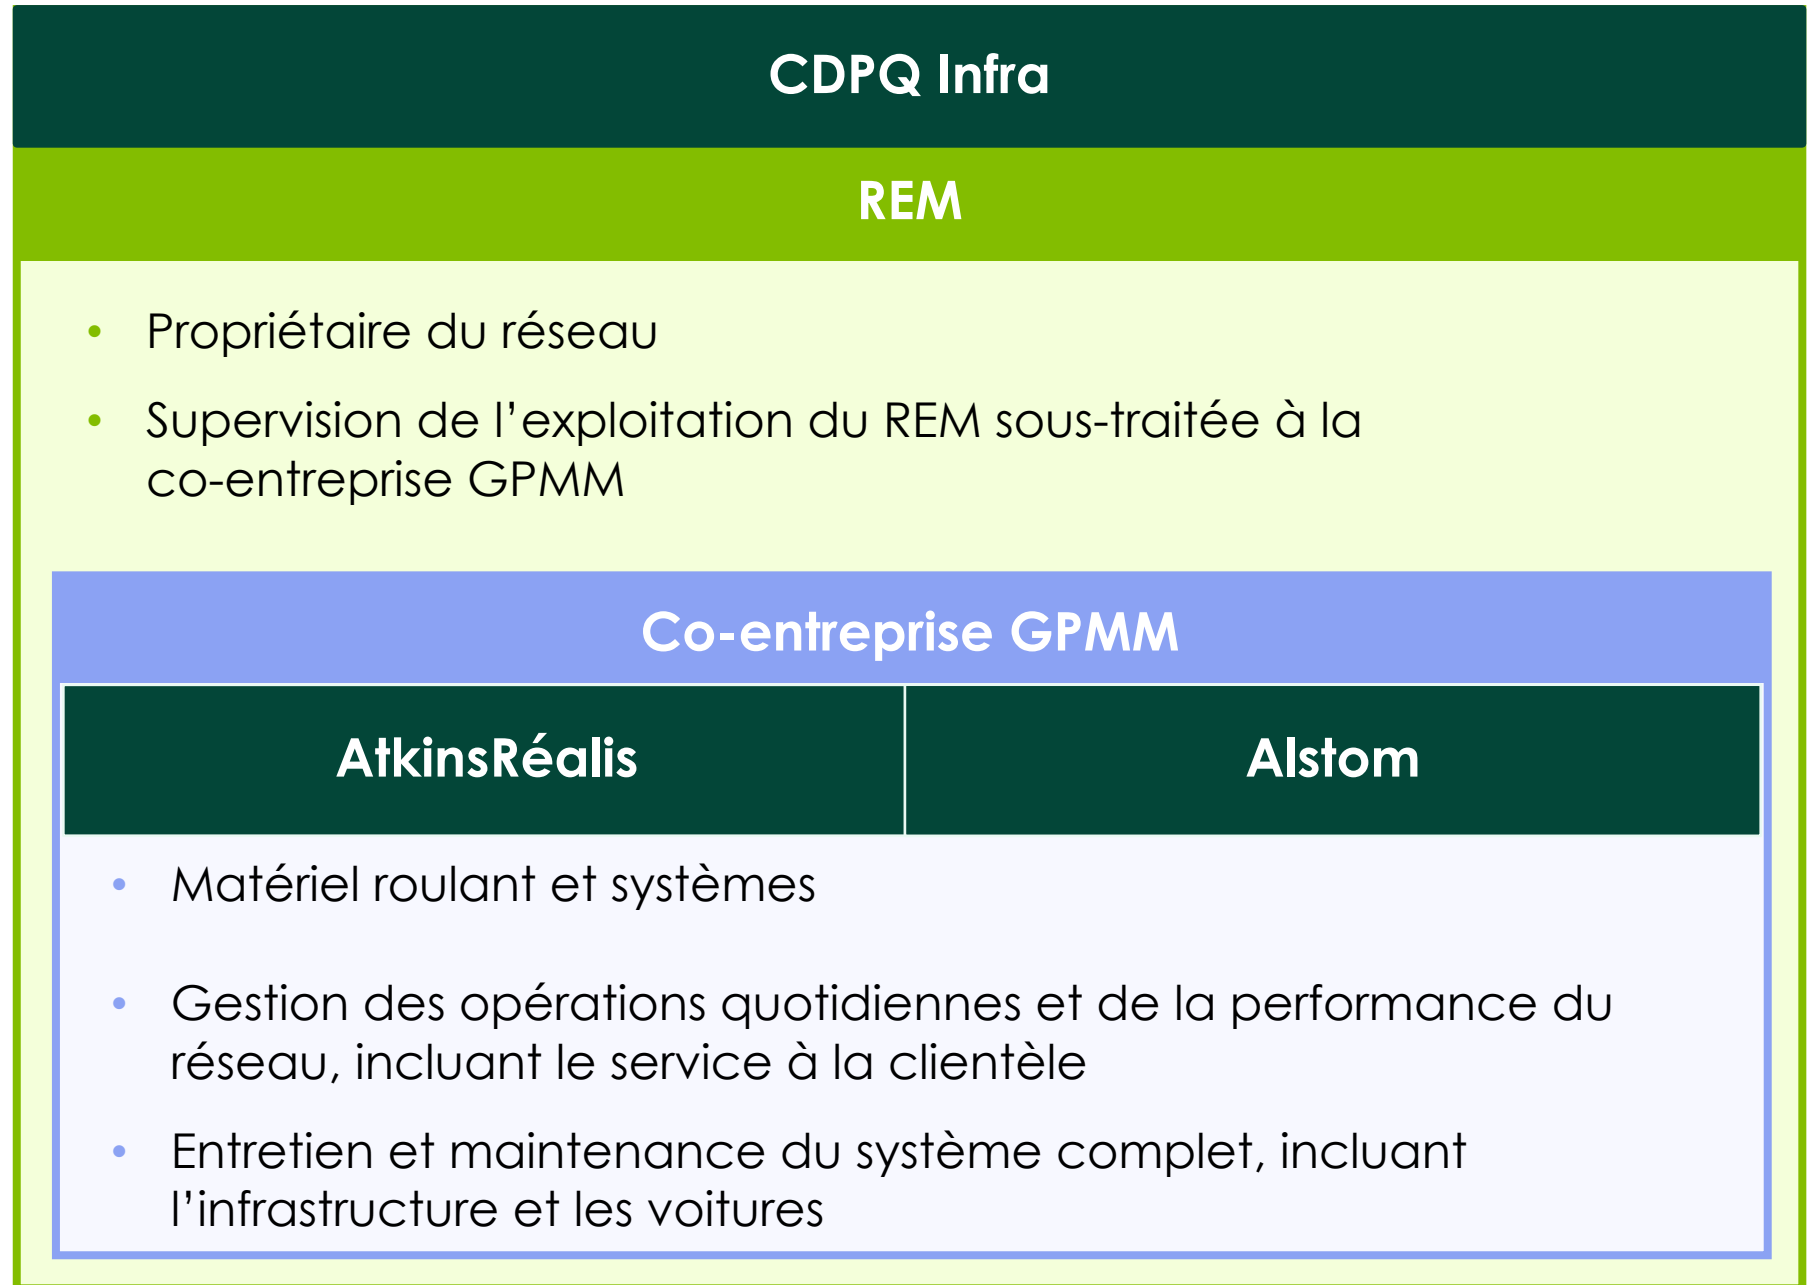 CDPQ Infra
REM
• Propriétaire du réseau
• Supervision de l’exploitation du REM sous-traitée à la
co-entreprise GPMM
Co-entreprise GPMM
AtkinsRéalis
Alstom
• Matériel roulant et systèmes
• Gestion des opérations quotidiennes et de la performance du
réseau, incluant le service à la clientèle
• Entretien et maintenance du système complet, incluant
l’infrastructure et les voitures